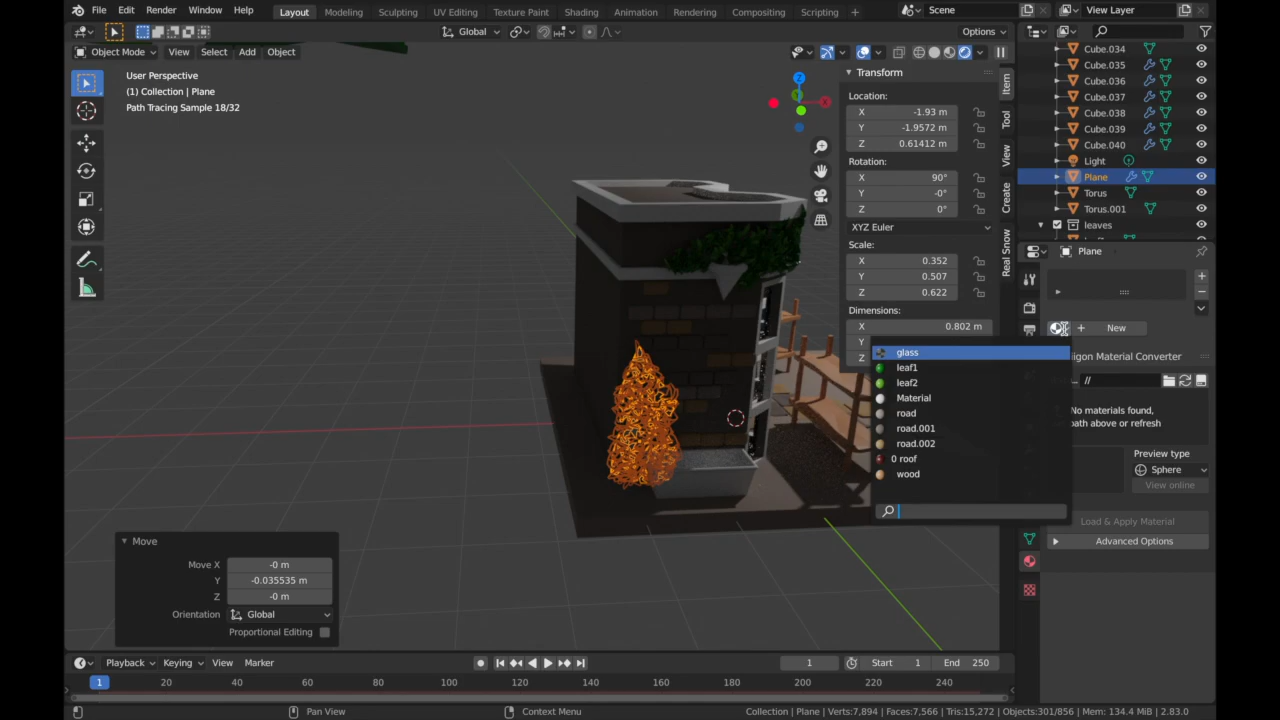 File Edit Render Window Help
Layout Modeling Sculpting UV Editing Texture Paint Shading Animation Rendering Compositing Scripting +
Scene
View Layer
Global
Options
Object Mode View Select Add Object
User Perspective
(1) Collection | Plane
Path Tracing Sample 18/32
Z
Y
X
Transform
Location:
X -1.93 m
Y -1.9572 m
Z 0.61412 m
Rotation:
X 90°
Y -0°
Z 0°
XYZ Euler
Scale:
X 0.352
Y 0.507
Z 0.622
Dimensions:
X 0.802 m
Y
Z
Item
Tool
View
Create
Real Snow
glass
leaf1
leaf2
Material
road
road.001
road.002
0 roof
wood
Cube.034
Cube.035
Cube.036
Cube.037
Cube.038
Cube.039
Cube.040
Light
Plane
Torus
Torus.001
leaves
Plane
New
igon Material Converter
//
No materials found,
path above or refresh
Preview type
Sphere
View online
Load & Apply Material
Advanced Options
Move
Move X -0 m
Y -0.035535 m
Z -0 m
Orientation Global
Proportional Editing
Playback Keying View Marker
1
Start 1
End 250
1 20 40 60 80 100 120 140 160 180 200 220 240
Pan View
Context Menu
Collection | Plane | Verts:7,894 | Faces:7,566 | Tris:15,272 | Objects:301/856 | Mem: 134.4 MiB | 2.83.0